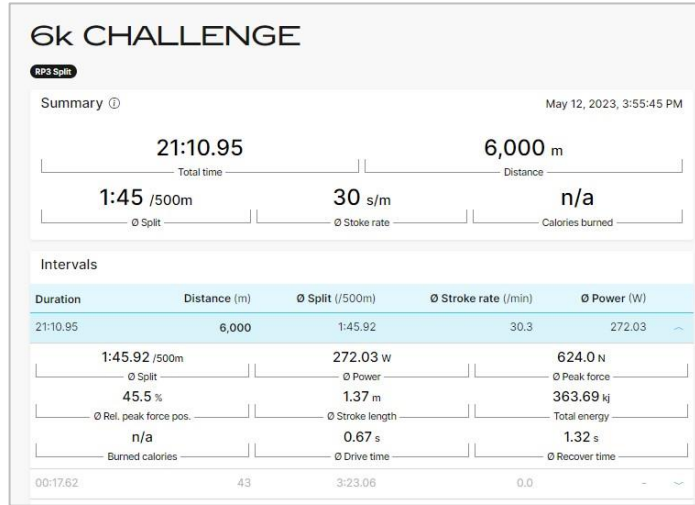 6k CHALLENGE
RP3 Split
Summary ⓘ May 12, 2023, 3:55:45 PM
21:10.95 6,000 m
Total time Distance
1:45 /500m 30 s/m n/a
Ø Split Ø Stoke rate Calories burned
Intervals
Duration Distance (m) Ø Split (/500m) Ø Stroke rate (/min) Ø Power (W)
21:10.95 6,000 1:45.92 30.3 272.03
1:45.92 /500m 272.03 W 624.0 N
Ø Split Ø Power Ø Peak force
45.5 % 1.37 m 363.69 kj
Ø Rel. peak force pos. Ø Stroke length Total energy
n/a 0.67 s 1.32 s
Burned calories Ø Drive time Ø Recover time
00:17.62 43 3:23.06 0.0 -